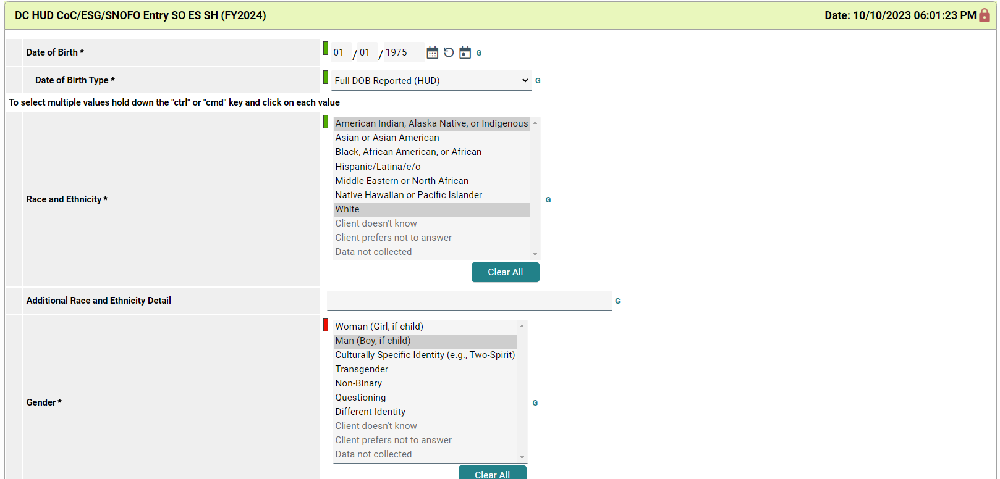 DC HUD CoC/ESG/SNOFO Entry SO ES SH (FY2024) Date: 10/10/2023 06:01:23 PM
Date of Birth * 01 / 01 / 1975 G
Date of Birth Type * Full DOB Reported (HUD) G
To select multiple values hold down the "ctrl" or "cmd" key and click on each value
American Indian, Alaska Native, or Indigenous
Asian or Asian American
Black, African American, or African
Hispanic/Latina/e/o
Middle Eastern or North African
Native Hawaiian or Pacific Islander
Race and Ethnicity * G
White
Client doesn't know
Client prefers not to answer
Data not collected
Clear All
Additional Race and Ethnicity Detail G
Woman (Girl, if child)
Man (Boy, if child)
Culturally Specific Identity (e.g., Two-Spirit)
Transgender
Non-Binary
Questioning
Gender * G
Different Identity
Client doesn't know
Client prefers not to answer
Data not collected
Clear All